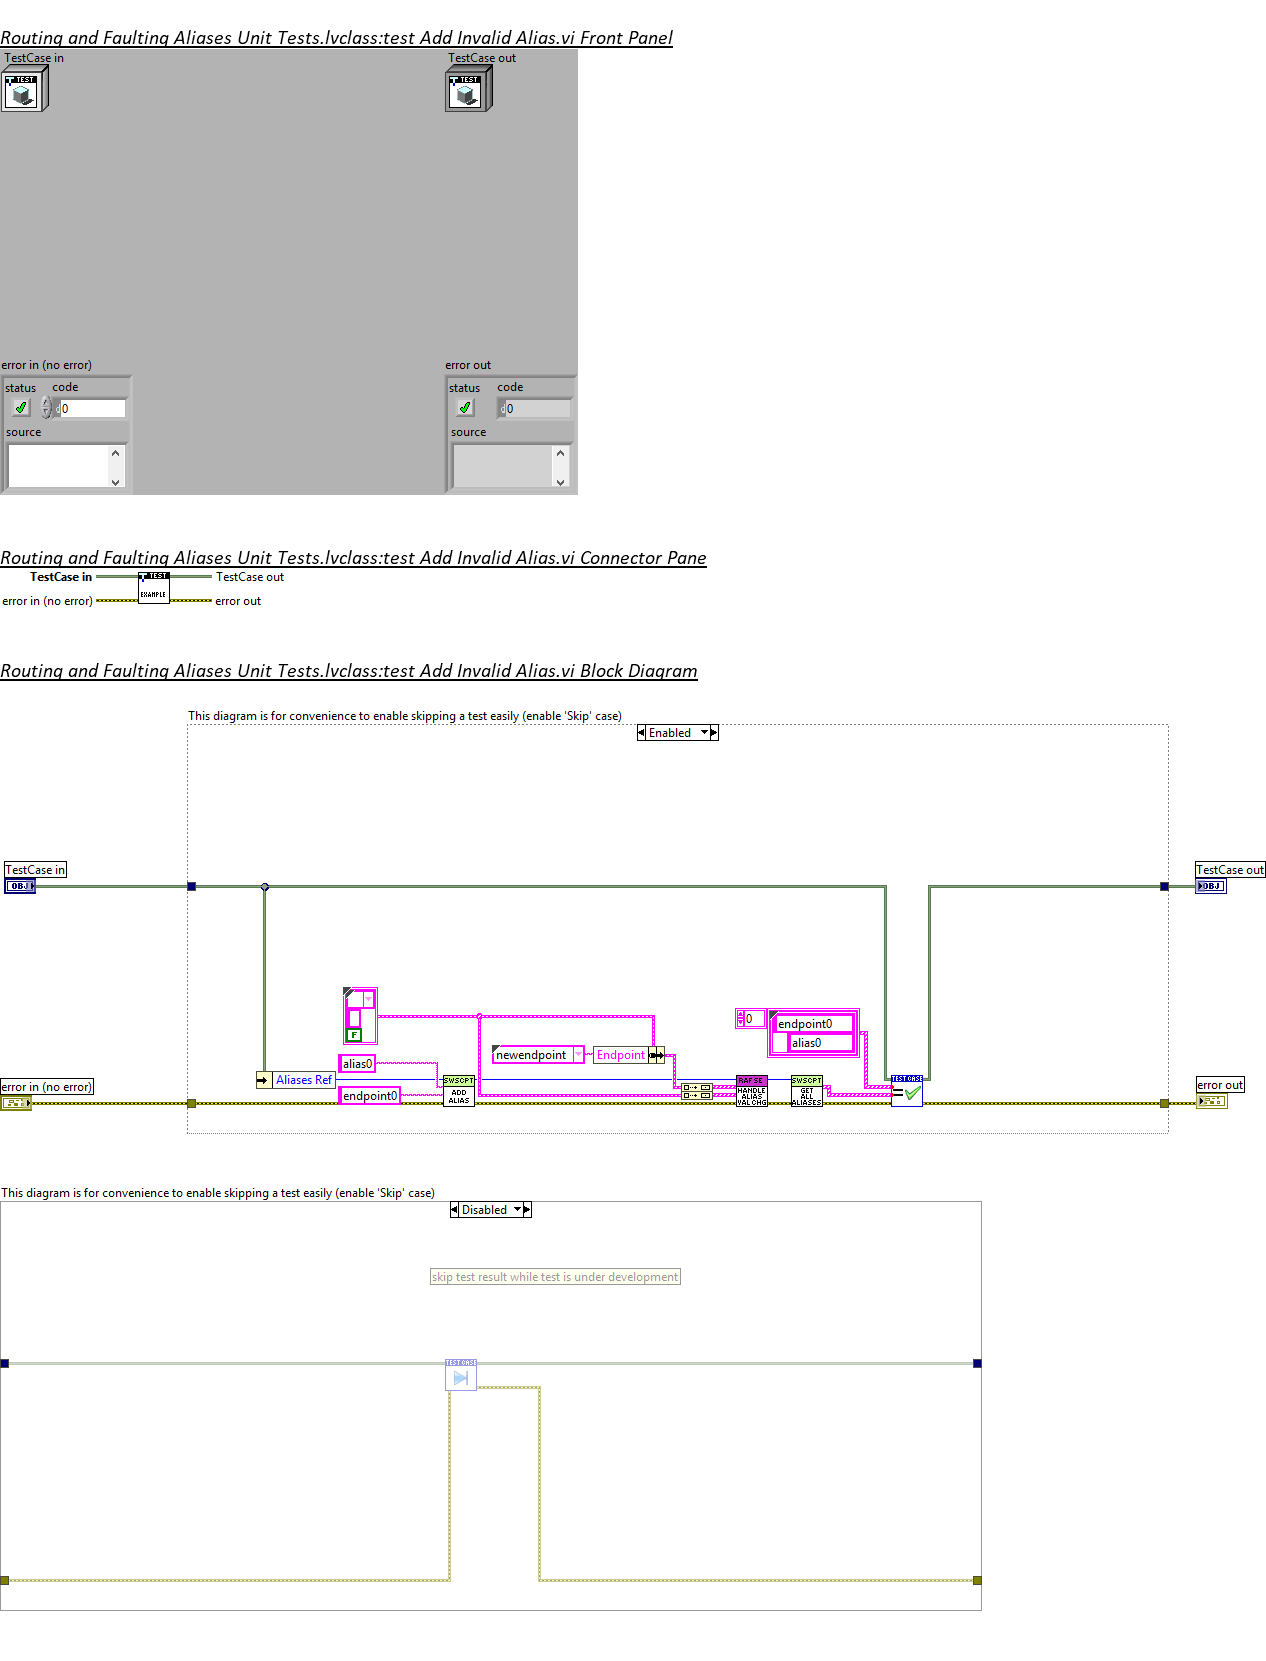 Routing and Faulting Aliases Unit Tests.lvclass:test Add Invalid Alias.vi Front Panel
TestCase in
TestCase out
TEST
TEST
error in (no error)
error out
status
code
status
code
0
0
source
source
Routing and Faulting Aliases Unit Tests.lvclass:test Add Invalid Alias.vi Connector Pane
TestCase in
TEST
EXAMPLE
TestCase out
error in (no error)
error out
Routing and Faulting Aliases Unit Tests.lvclass:test Add Invalid Alias.vi Block Diagram
This diagram is for convenience to enable skipping a test easily (enable 'Skip' case)
Enabled
TestCase in
OBJ
TestCase out
OBJ
F
0
endpoint0
alias0
newendpoint
Endpoint
alias0
Aliases Ref
endpoint0
SWSCPT
ADD
ALIAS
RAFSE
HANDLE
ALIAS
VAL CHG
SWSCPT
GET
ALL
ALIASES
TEST CASE
error in (no error)
error out
This diagram is for convenience to enable skipping a test easily (enable 'Skip' case)
Disabled
skip test result while test is under development
TEST CASE